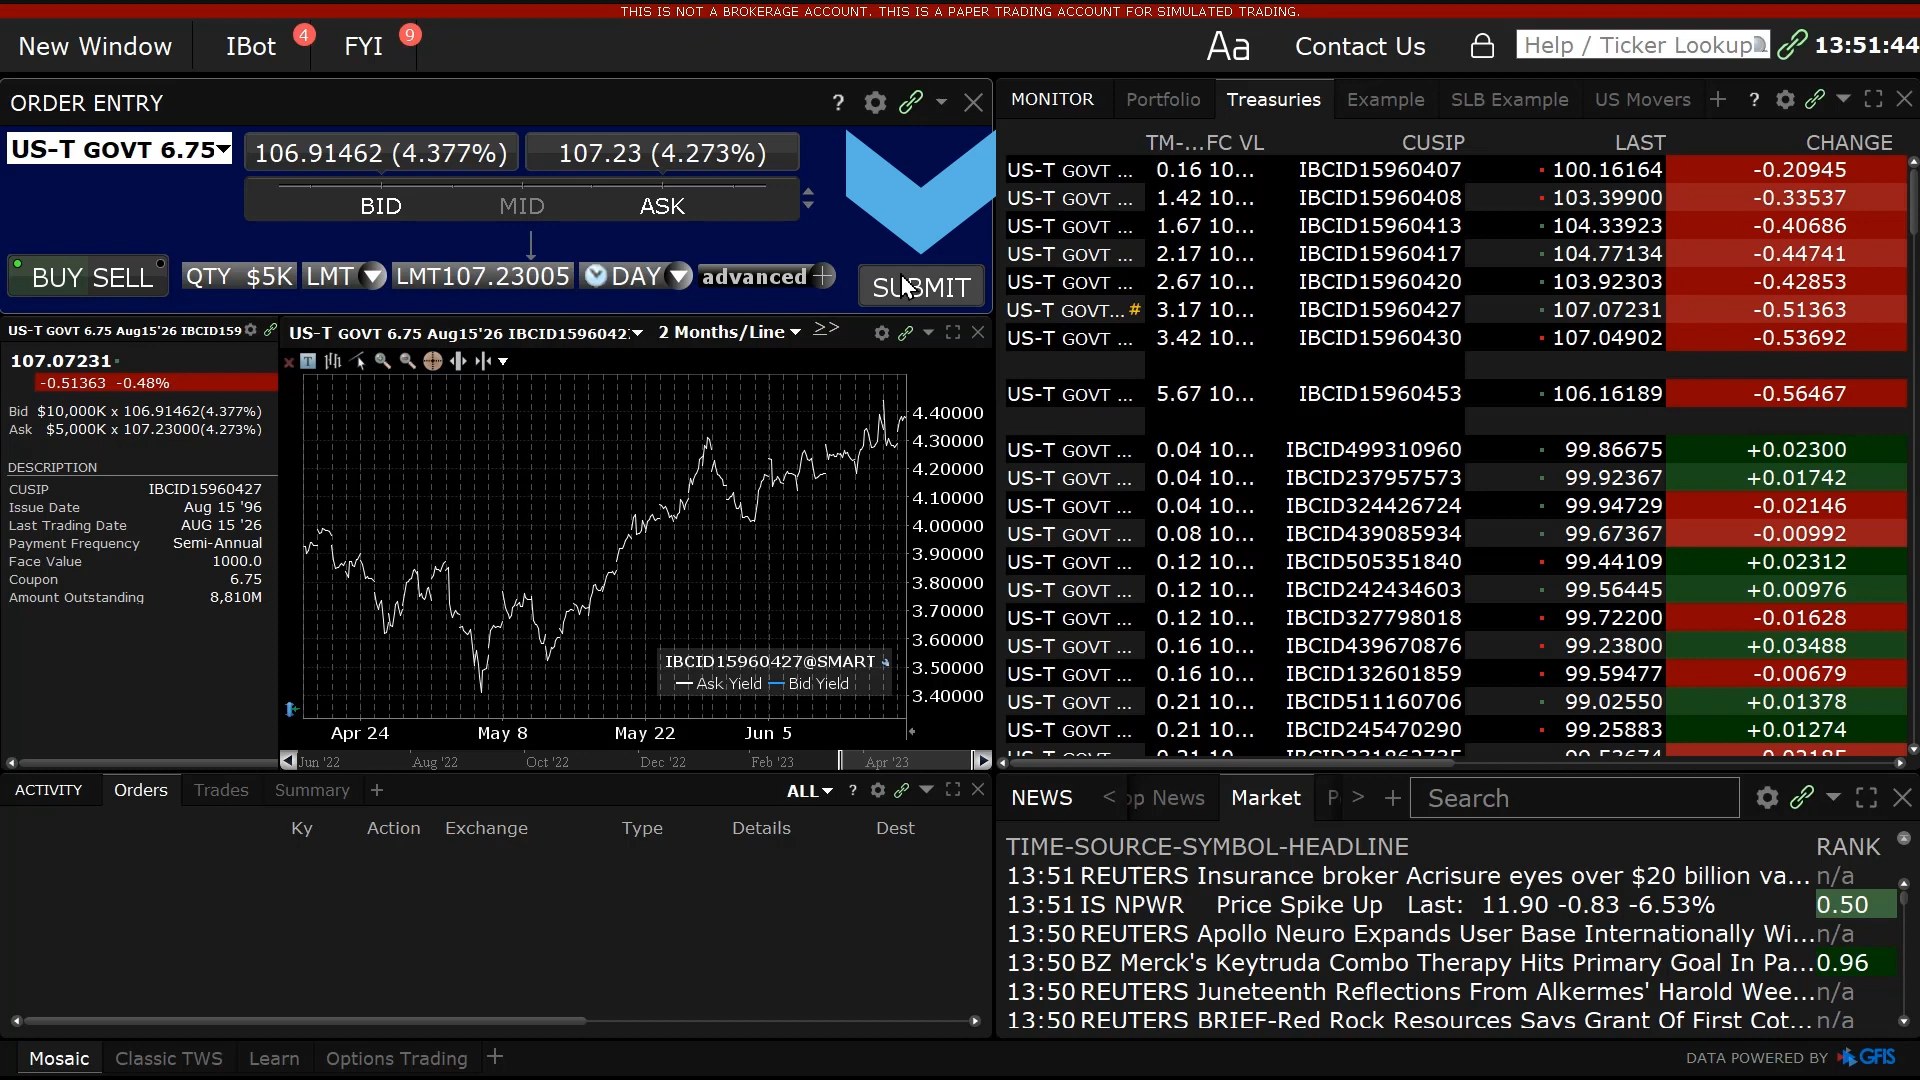 THIS IS NOT A BROKERAGE ACCOUNT. THIS IS A PAPER TRADING ACCOUNT FOR SIMULATED TRADING.
New Window IBot 4 FYI 9 Aa Contact Us Help / Ticker Lookup 13:51:44
ORDER ENTRY ?
US-T GOVT 6.75 106.91462 (4.377%) 107.23 (4.273%)
BID MID ASK
BUY SELL QTY $5K LMT LMT107.23005 DAY advanced + SUBMIT
US-T GOVT 6.75 Aug15'26 IBCID159
107.07231
-0.51363 -0.48%
Bid $10,000K x 106.91462(4.377%)
Ask $5,000K x 107.23000(4.273%)
DESCRIPTION
CUSIP IBCID15960427
Issue Date Aug 15 '96
Last Trading Date AUG 15 '26
Payment Frequency Semi-Annual
Face Value 1000.0
Coupon 6.75
Amount Outstanding 8,810M
US-T GOVT 6.75 Aug15'26 IBCID1596042 2 Months/Line >>
4.40000
4.30000
4.20000
4.10000
4.00000
3.90000
3.80000
3.70000
3.60000
3.50000
3.40000
IBCID15960427@SMART
Ask Yield Bid Yield
Apr 24 May 8 May 22 Jun 5
Jun '22 Aug '22 Oct '22 Dec '22 Feb '23 Apr '23
MONITOR Portfolio Treasuries Example SLB Example US Movers + ?
TM-... FC VL CUSIP LAST CHANGE
US-T GOVT ... 0.16 10... IBCID15960407 100.16164 -0.20945
US-T GOVT ... 1.42 10... IBCID15960408 103.39900 -0.33537
US-T GOVT ... 1.67 10... IBCID15960413 104.33923 -0.40686
US-T GOVT ... 2.17 10... IBCID15960417 104.77134 -0.44741
US-T GOVT ... 2.67 10... IBCID15960420 103.92303 -0.42853
US-T GOVT... # 3.17 10... IBCID15960427 107.07231 -0.51363
US-T GOVT ... 3.42 10... IBCID15960430 107.04902 -0.53692
US-T GOVT ... 5.67 10... IBCID15960453 106.16189 -0.56467
US-T GOVT ... 0.04 10... IBCID499310960 99.86675 +0.02300
US-T GOVT ... 0.04 10... IBCID237957573 99.92367 +0.01742
US-T GOVT ... 0.04 10... IBCID324426724 99.94729 -0.02146
US-T GOVT ... 0.08 10... IBCID439085934 99.67367 -0.00992
US-T GOVT ... 0.12 10... IBCID505351840 99.44109 +0.02312
US-T GOVT ... 0.12 10... IBCID242434603 99.56445 +0.00976
US-T GOVT ... 0.12 10... IBCID327798018 99.72200 -0.01628
US-T GOVT ... 0.16 10... IBCID439670876 99.23800 +0.03488
US-T GOVT ... 0.16 10... IBCID132601859 99.59477 -0.00679
US-T GOVT ... 0.21 10... IBCID511160706 99.02550 +0.01378
US-T GOVT ... 0.21 10... IBCID245470290 99.25883 +0.01274
ACTIVITY Orders Trades Summary + ALL ?
Ky Action Exchange Type Details Dest
NEWS < op News Market > + Search
TIME-SOURCE-SYMBOL-HEADLINE RANK
13:51 REUTERS Insurance broker Acrisure eyes over $20 billion va... n/a
13:51 IS NPWR Price Spike Up Last: 11.90 -0.83 -6.53% 0.50
13:50 REUTERS Apollo Neuro Expands User Base Internationally Wi... n/a
13:50 BZ Merck's Keytruda Combo Therapy Hits Primary Goal In Pa... 0.96
13:50 REUTERS Juneteenth Reflections From Alkermes' Harold Wee... n/a
13:50 REUTERS BRIEF-Red Rock Resources Says Grant Of First Cot... n/a
Mosaic Classic TWS Learn Options Trading + DATA POWERED BY GFIS